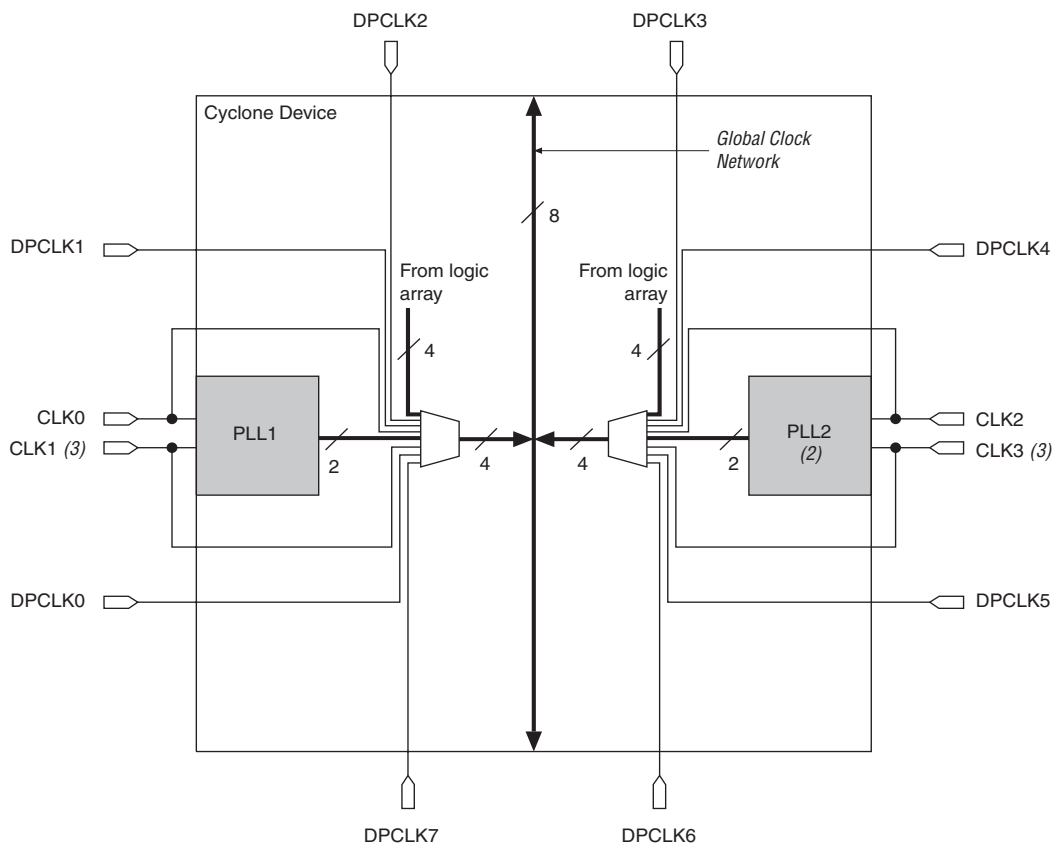 DPCLK2
DPCLK3
Cyclone Device
Global Clock
Network
8
DPCLK1
DPCLK4
From logic
array
From logic
array
4
4
CLK0
CLK1 (3)
PLL1
2
4
4
2
PLL2
(2)
CLK2
CLK3 (3)
DPCLK0
DPCLK5
DPCLK7
DPCLK6